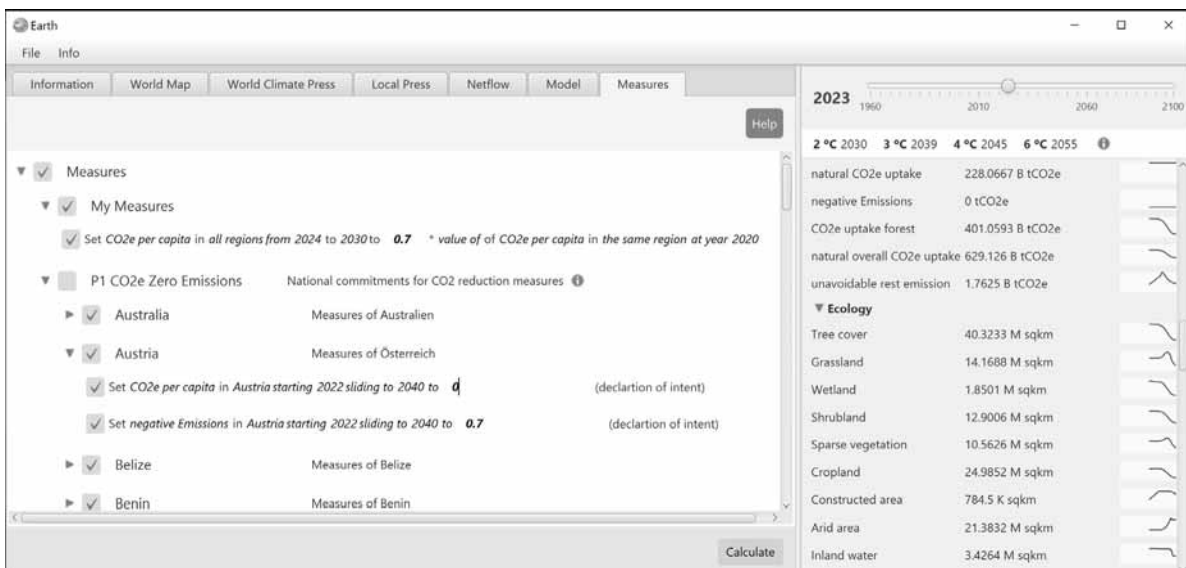 Earth
File Info
Information World Map World Climate Press Local Press Netflow Model Measures
Help
Measures
My Measures
Set CO2e per capita in all regions from 2024 to 2030 to 0.7 * value of of CO2e per capita in the same region at year 2020
P1 CO2e Zero Emissions National commitments for CO2 reduction measures
Australia Measures of Australien
Austria Measures of Österreich
Set CO2e per capita in Austria starting 2022 sliding to 2040 to 0 (declartion of intent)
Set negative Emissions in Austria starting 2022 sliding to 2040 to 0.7 (declartion of intent)
Belize Measures of Belize
Benin Measures of Benin
Calculate
2023
1960 2010 2060 2100
2 °C 2030 3 °C 2039 4 °C 2045 6 °C 2055
natural CO2e uptake 228.0667 B tCO2e
negative Emissions 0 tCO2e
CO2e uptake forest 401.0593 B tCO2e
natural overall CO2e uptake 629.126 B tCO2e
unavoidable rest emission 1.7625 B tCO2e
Ecology
Tree cover 40.3233 M sqkm
Grassland 14.1688 M sqkm
Wetland 1.8501 M sqkm
Shrubland 12.9006 M sqkm
Sparse vegetation 10.5626 M sqkm
Cropland 24.9852 M sqkm
Constructed area 784.5 K sqkm
Arid area 21.3832 M sqkm
Inland water 3.4264 M sqkm